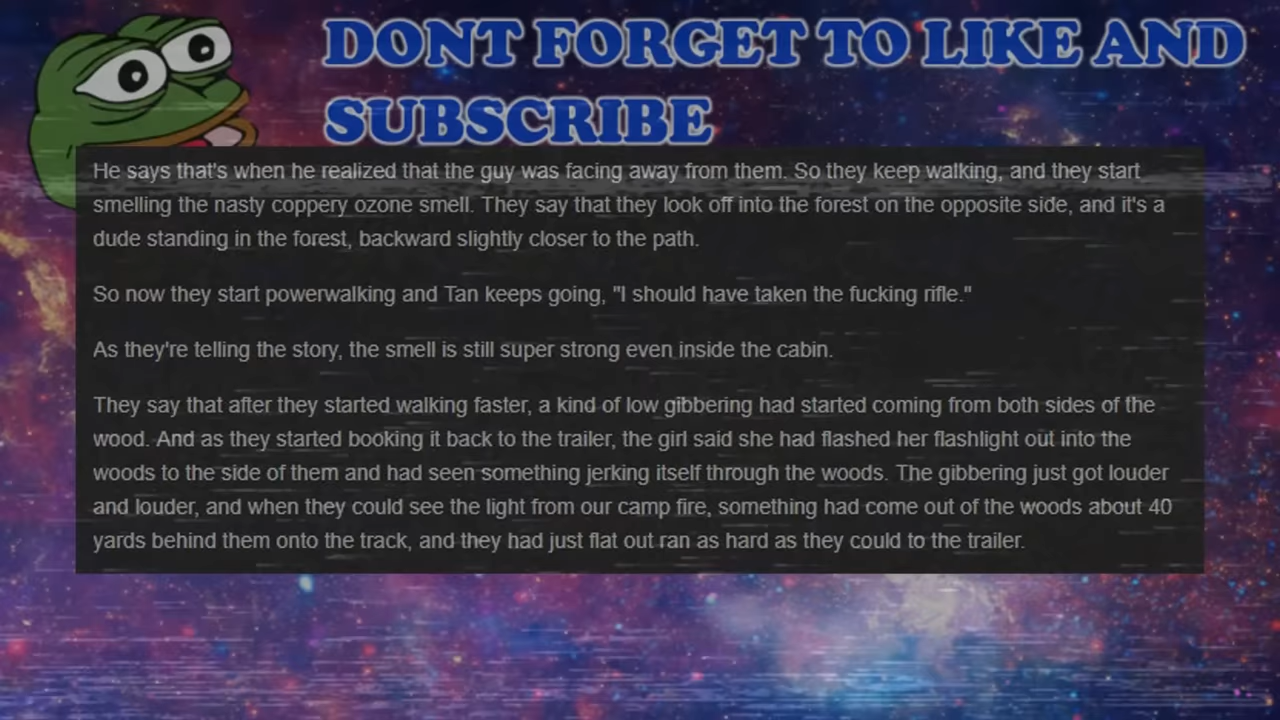 DONT FORGET TO LIKE AND
SUBSCRIBE
He says that's when he realized that the guy was facing away from them. So they keep walking, and they start
smelling the nasty coppery ozone smell. They say that they look off into the forest on the opposite side, and it's a
dude standing in the forest, backward slightly closer to the path.
So now they start powerwalking and Tan keeps going, "I should have taken the fucking rifle."
As they're telling the story, the smell is still super strong even inside the cabin.
They say that after they started walking faster, a kind of low gibbering had started coming from both sides of the
wood. And as they started booking it back to the trailer, the girl said she had flashed her flashlight out into the
woods to the side of them and had seen something jerking itself through the woods. The gibbering just got louder
and louder, and when they could see the light from our camp fire, something had come out of the woods about 40
yards behind them onto the track, and they had just flat out ran as hard as they could to the trailer.